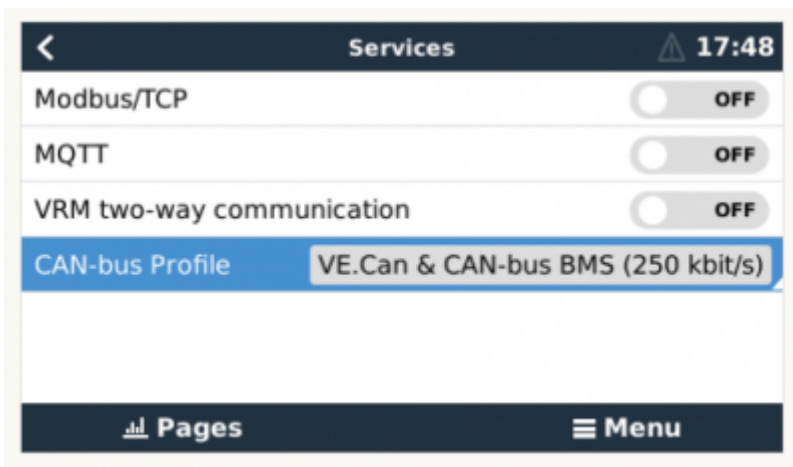 Services 17:48
Modbus/TCP OFF
MQTT OFF
VRM two-way communication OFF
CAN-bus Profile VE.Can & CAN-bus BMS (250 kbit/s)
Pages Menu